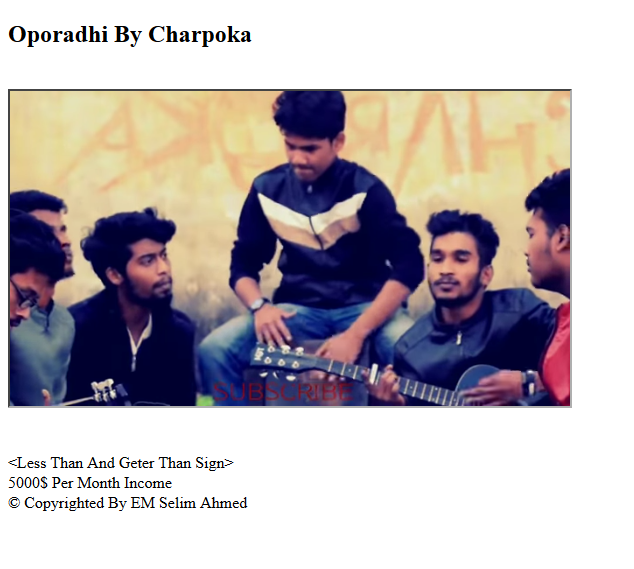 Oporadhi By Charpoka
SUBSCRIBE
<Less Than And Geter Than Sign>
5000$ Per Month Income
© Copyrighted By EM Selim Ahmed